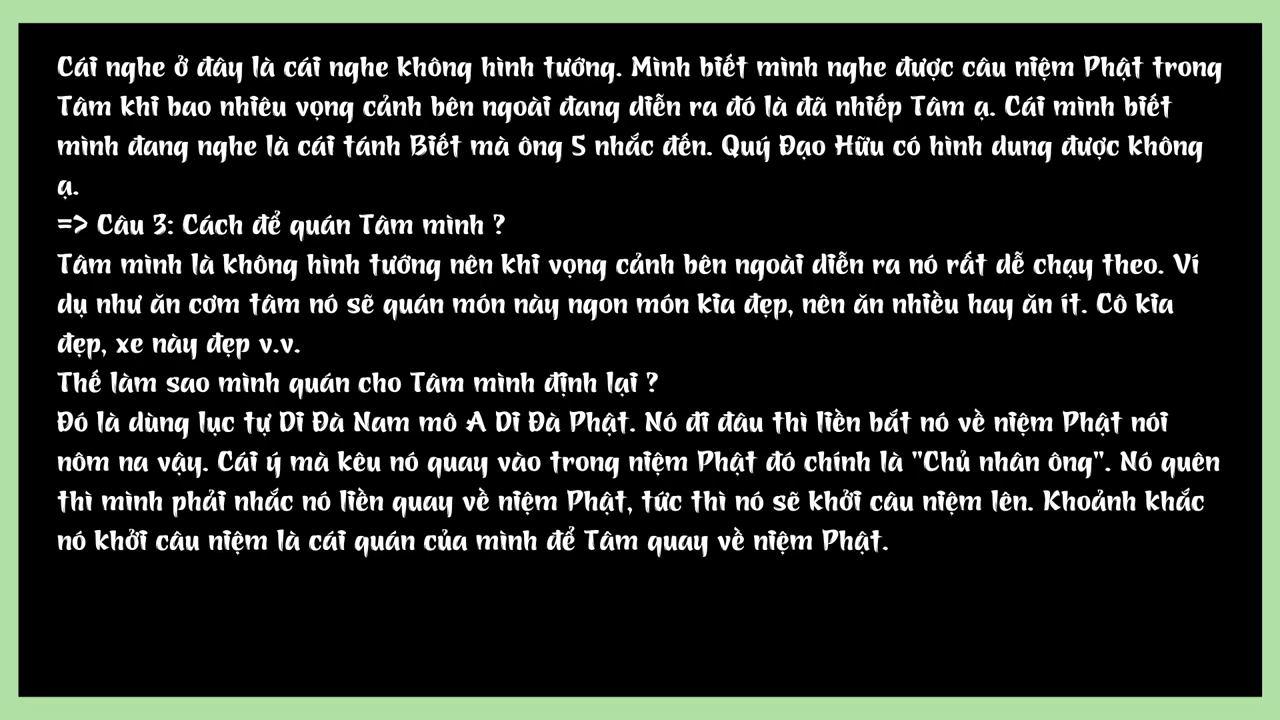 Cái nghe ở đây là cái nghe không hình tướng. Mình biết mình nghe được câu niệm Phật trong
Tâm khi bao nhiêu vọng cảnh bên ngoài đang diễn ra đó là đã nhiếp Tâm ạ. Cái mình biết
mình đang nghe là cái tánh Biết mà ông 5 nhắc đến. Quý Đạo Hữu có hình dung được không
ạ.
=> Câu 3: Cách để quán Tâm mình ?
Tâm mình là không hình tướng nên khi vọng cảnh bên ngoài diễn ra nó rất dễ chạy theo. Ví
dụ như ăn cơm tâm nó sẽ quán món này ngon món kia đẹp, nên ăn nhiều hay ăn ít. Cô kia
đẹp, xe này đẹp v.v.
Thế làm sao mình quán cho Tâm mình định lại ?
Đó là dùng lục tự Di Đà Nam mô A Di Đà Phật. Nó đi đâu thì liền bắt nó về niệm Phật nói
nôm na vậy. Cái ý mà kêu nó quay vào trong niệm Phật đó chính là "Chủ nhân ông". Nó quên
thì mình phải nhắc nó liền quay về niệm Phật, tức thì nó sẽ khởi câu niệm lên. Khoảnh khắc
nó khởi câu niệm là cái quán của mình để Tâm quay về niệm Phật.